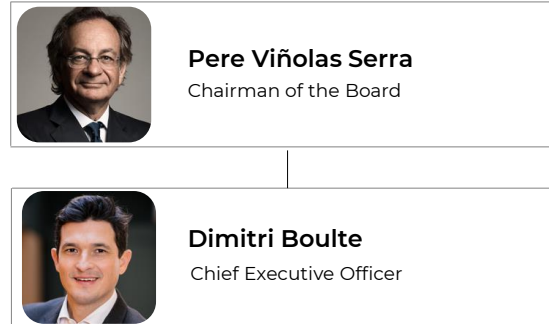 Pere Viñolas Serra
Chairman of the Board
Dimitri Boulte
Chief Executive Officer